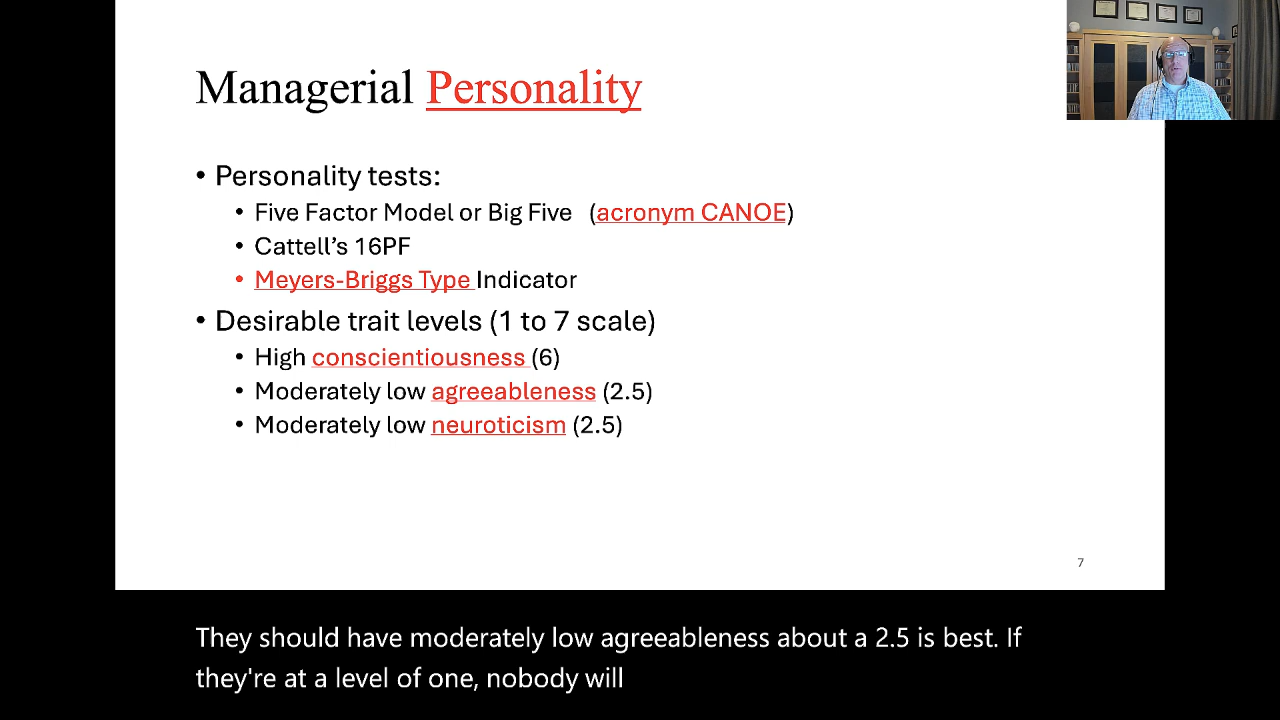 Managerial Personality
• Personality tests:
• Five Factor Model or Big Five (acronym CANOE)
• Cattell’s 16PF
• Meyers-Briggs Type Indicator
• Desirable trait levels (1 to 7 scale)
• High conscientiousness (6)
• Moderately low agreeableness (2.5)
• Moderately low neuroticism (2.5)
7
They should have moderately low agreeableness about a 2.5 is best. If
they're at a level of one, nobody will